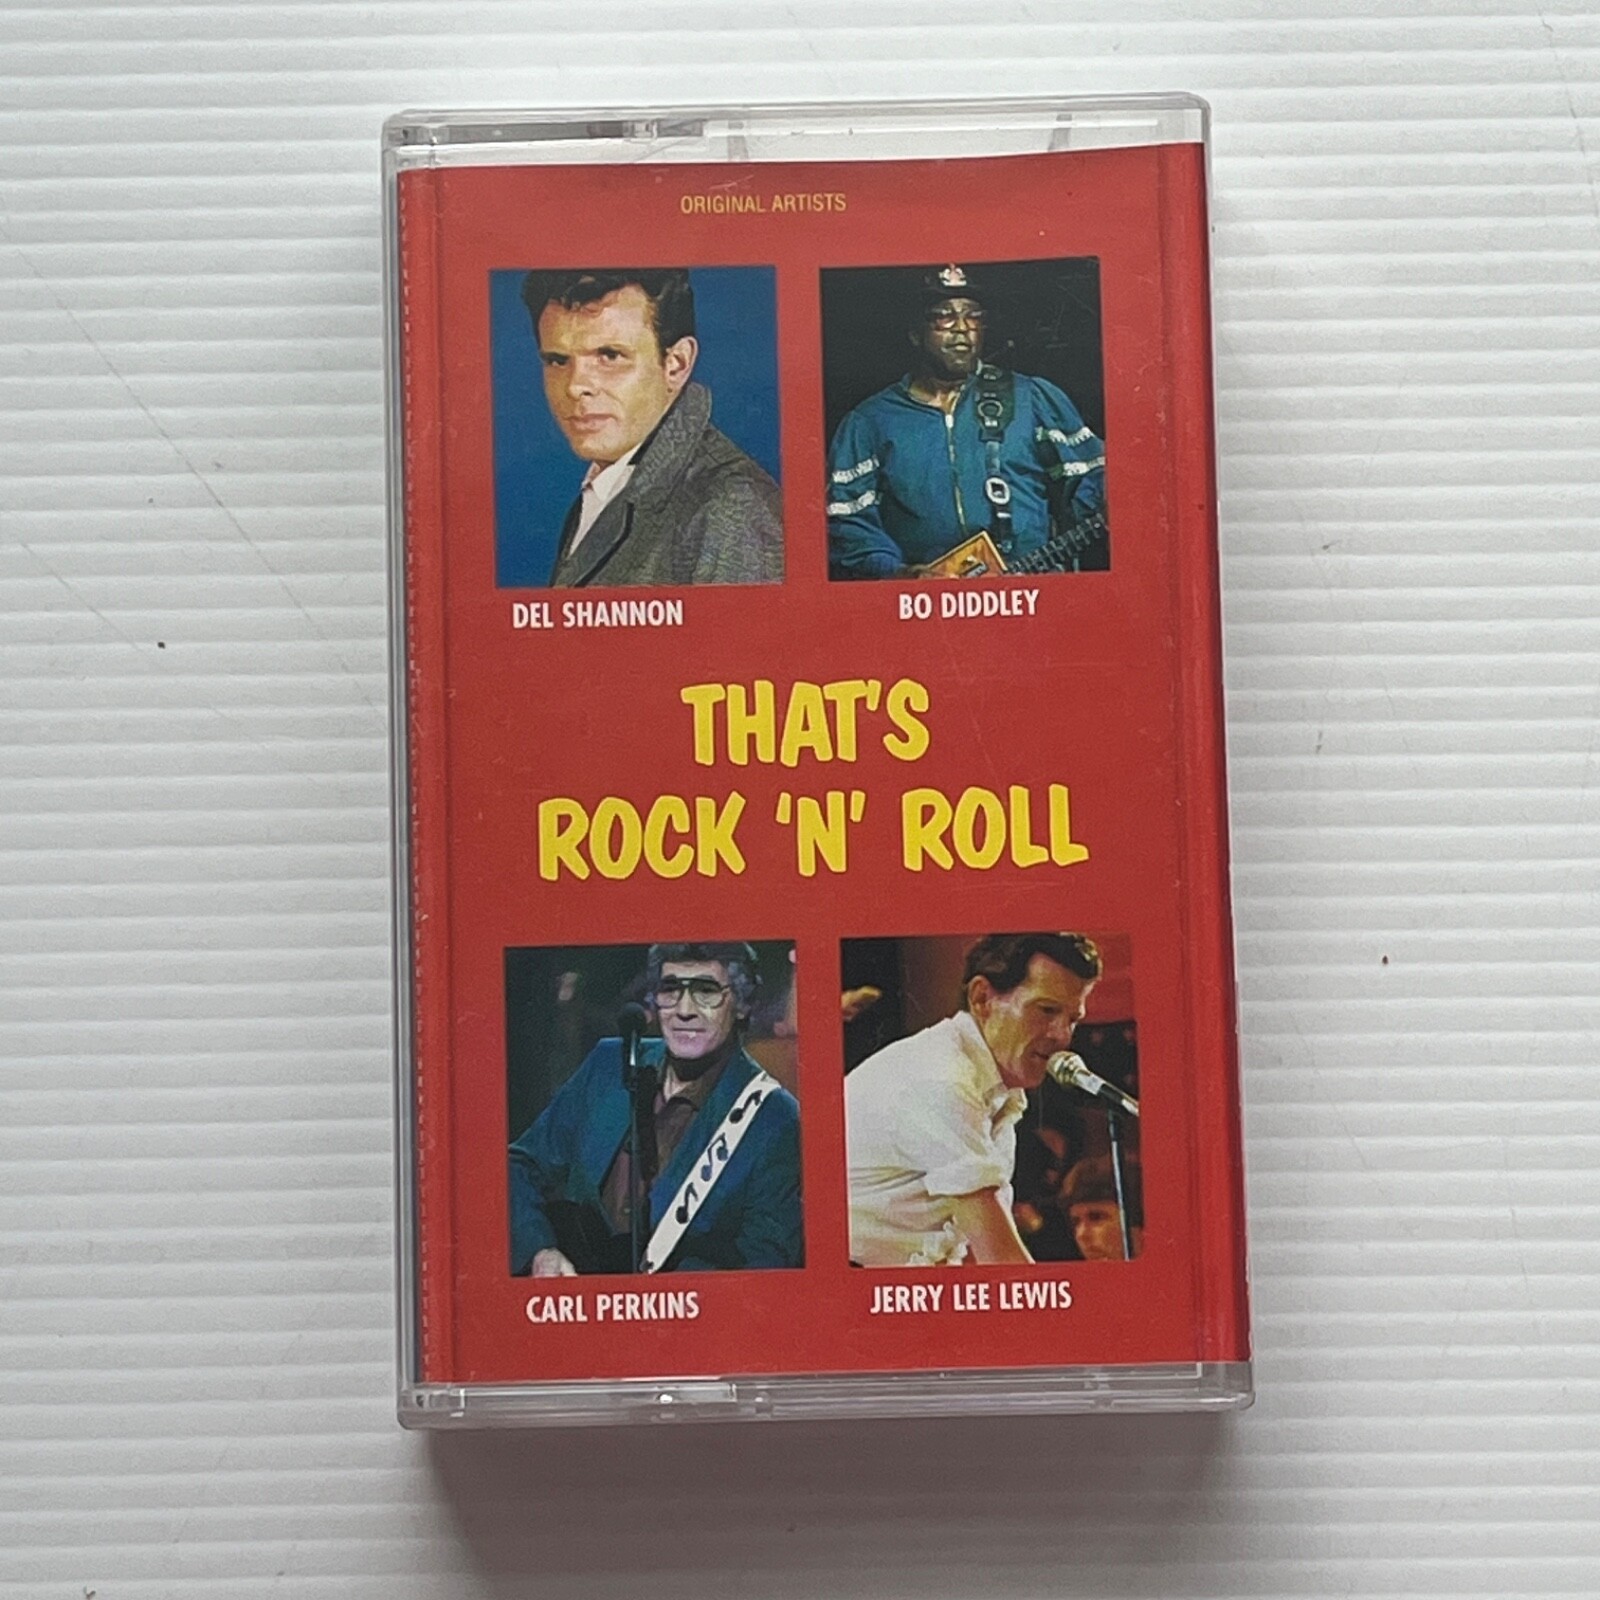 ORIGINAL ARTISTS
DEL SHANNON
BO DIDDLEY
THAT'S
ROCK 'N' ROLL
CARL PERKINS
JERRY LEE LEWIS